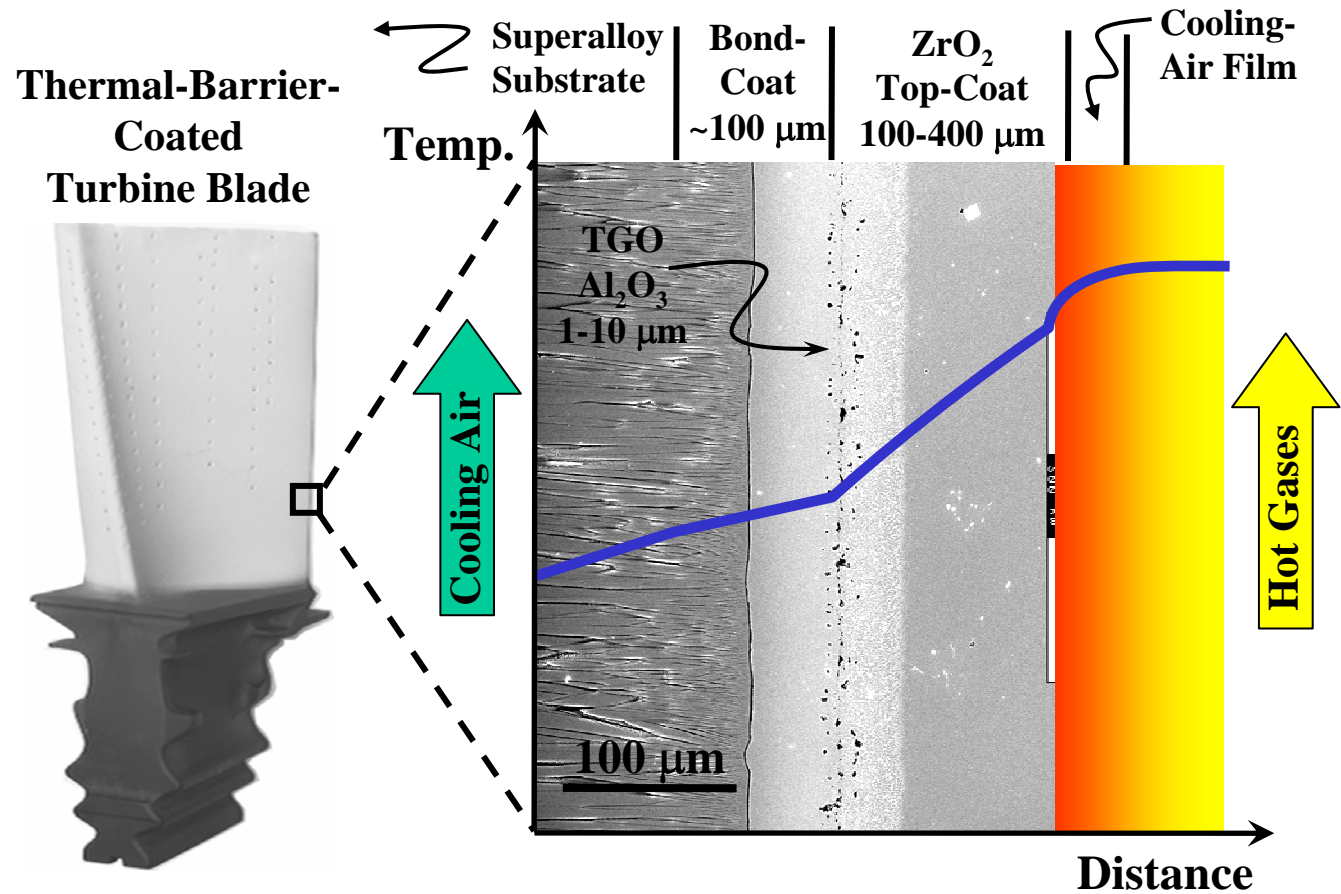 Thermal-Barrier-
Coated
Turbine Blade
Superalloy
Substrate
Bond-
Coat
~100 μm
ZrO₂
Top-Coat
100-400 μm
Cooling-
Air Film
Temp.
TGO
Al₂O₃
1-10 μm
Cooling Air
Hot Gases
100 μm
Distance